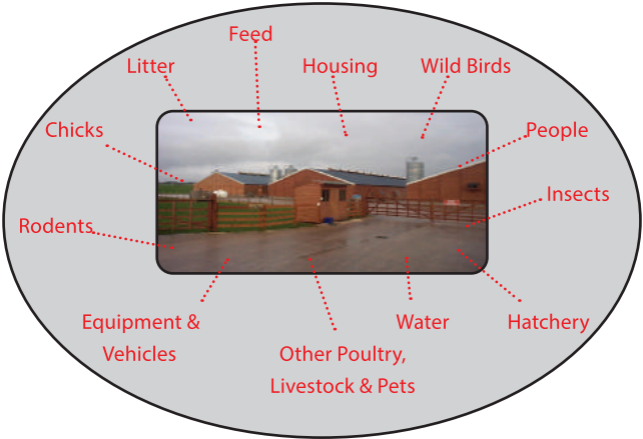 Feed
Litter
Housing
Wild Birds
Chicks
People
Insects
Rodents
Equipment &
Vehicles
Other Poultry,
Livestock & Pets
Water
Hatchery